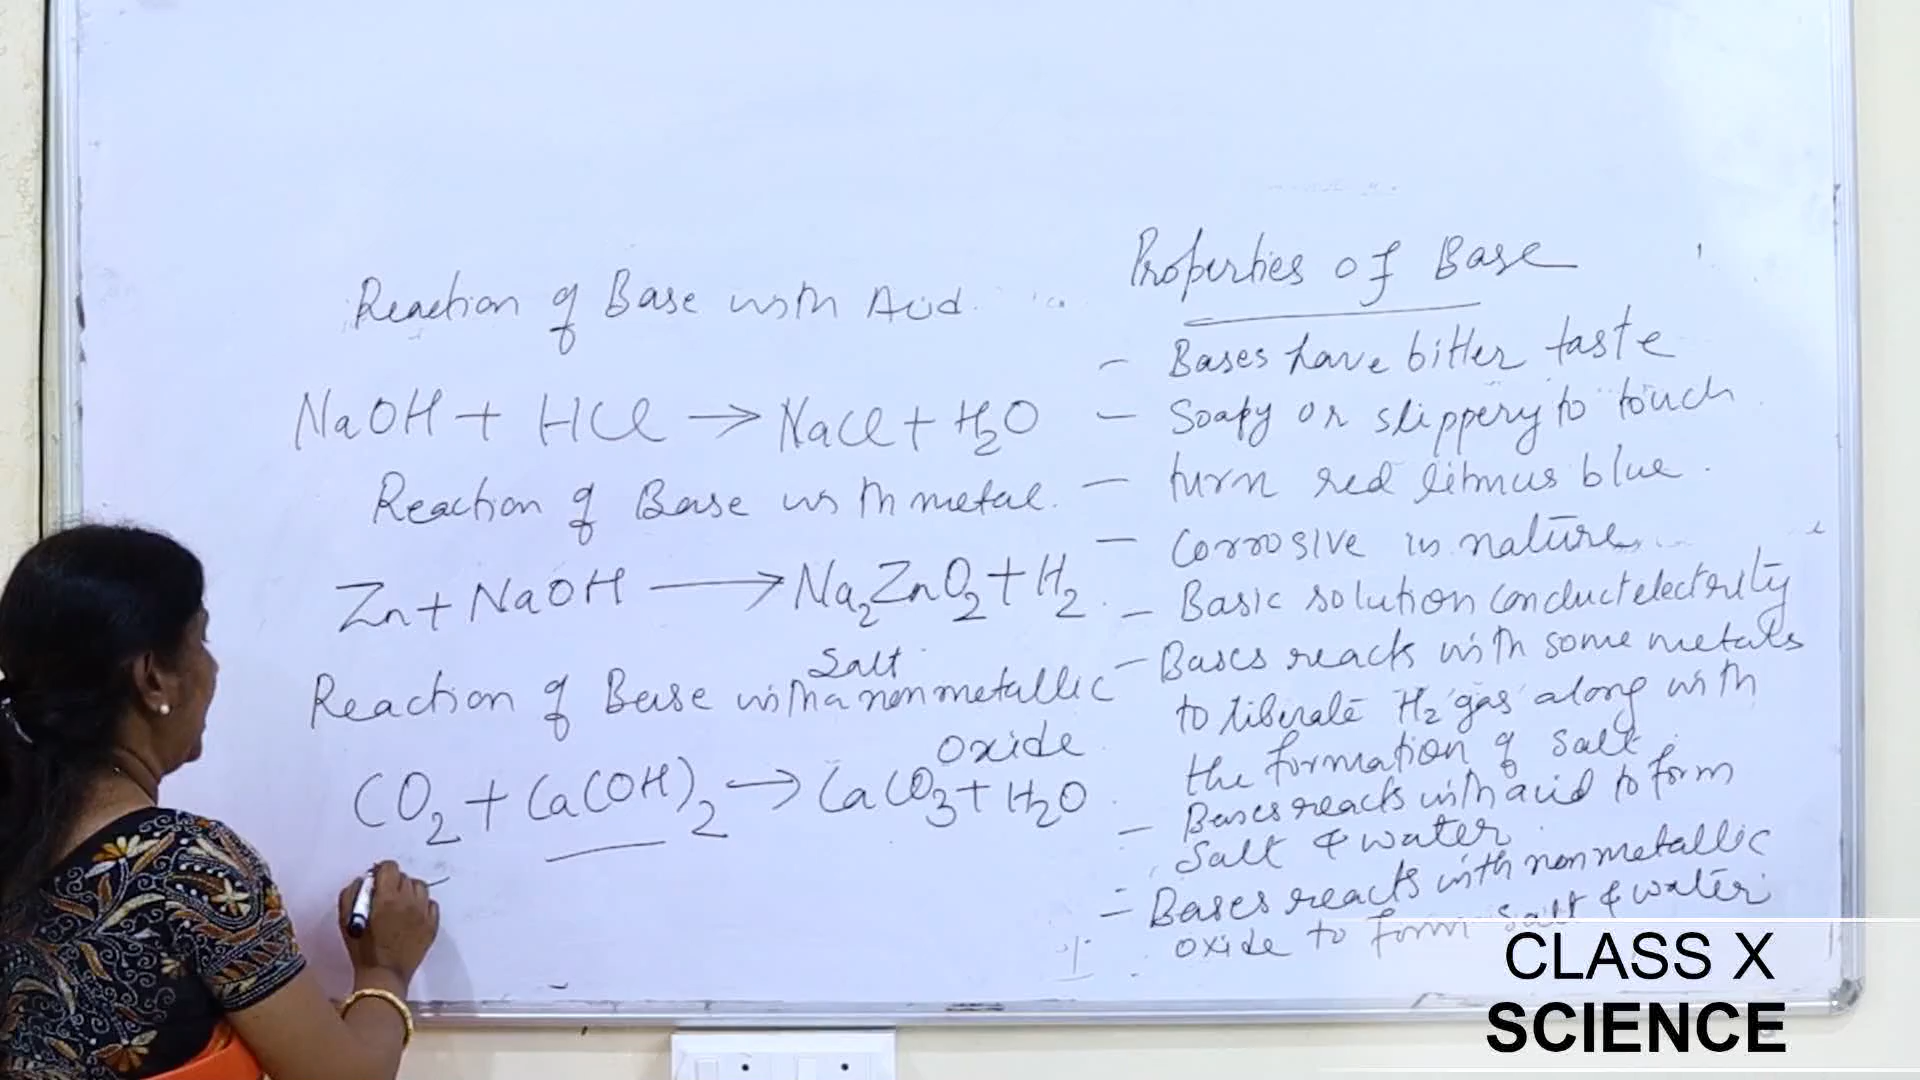 Reaction of Base with Acid.
NaOH + HCl → NaCl + H₂O
Reaction of Base with metal.
Zn + NaOH → Na₂ZnO₂ + H₂.
Salt
Reaction of Base with a non metallic
oxide
CO₂ + Ca(OH)₂ → CaCO₃ + H₂O
Properties of Base
- Bases have bitter taste
- Soapy or slippery to touch
- turn red litmus blue.
- Corrosive in nature
- Basic solution conduct electricity
- Bases reacts with some metals
to liberate H₂ gas along with
the formation of salt.
- Bases reacts with acid to form
Salt & water.
- Bases reacts with non metallic
oxide to form salt & water
CLASS X
SCIENCE